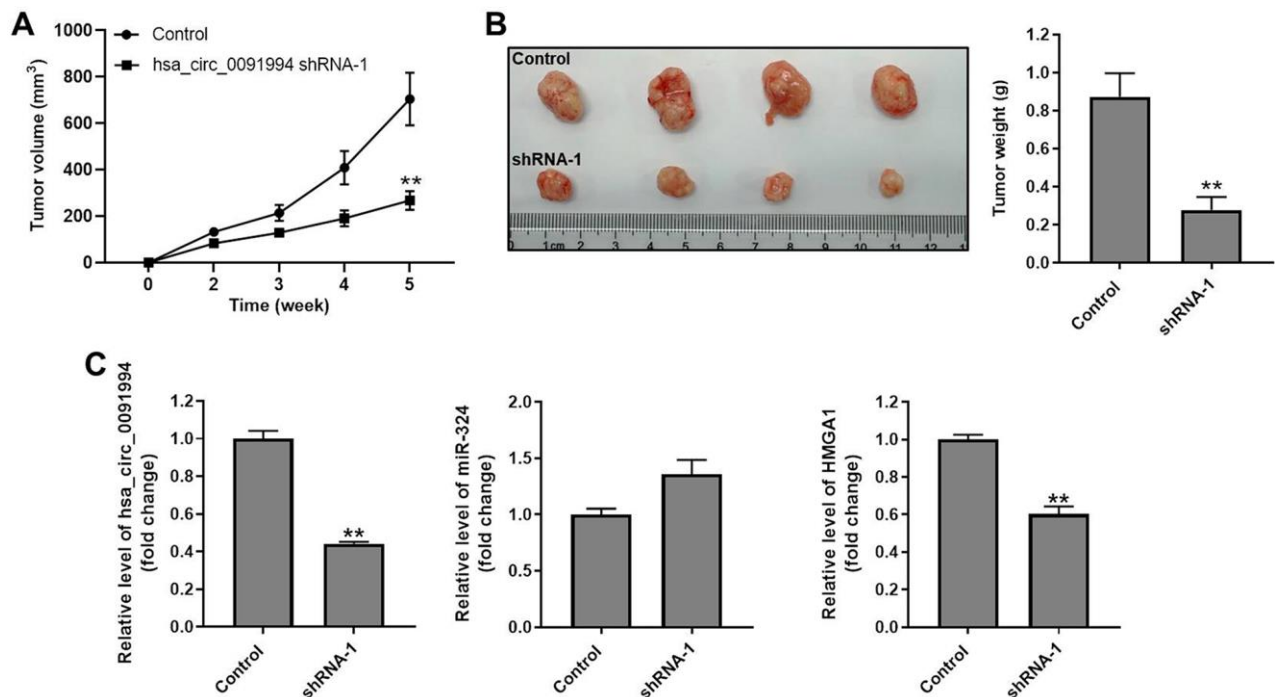 A
Tumor volume (mm³)
1000
800
600
400
200
0
Control
hsa_circ_0091994 shRNA-1
**
0 2 3 4 5
Time (week)
B
Control
shRNA-1
0 1cm 2 3 4 5 6 7 8 9 10 11 12 1
Tumor weight (g)
1.2
1.0
0.8
0.6
0.4
0.2
0.0
**
Control
shRNA-1
C
Relative level of hsa_circ_0091994
(fold change)
1.2
1.0
0.8
0.6
0.4
0.2
0.0
**
Control
shRNA-1
Relative level of miR-324
(fold change)
2.0
1.5
1.0
0.5
0.0
Control
shRNA-1
Relative level of HMGA1
(fold change)
1.2
1.0
0.8
0.6
0.4
0.2
0.0
**
Control
shRNA-1